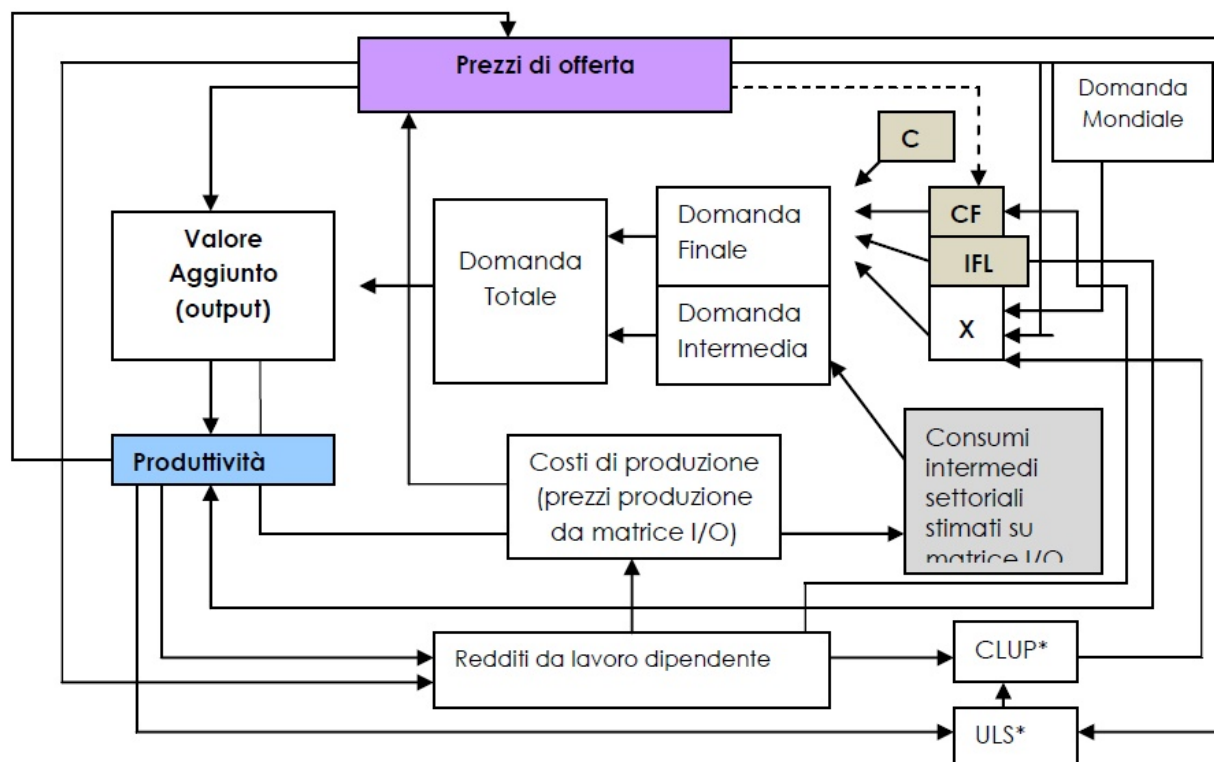 Prezzi di offerta
Domanda
Mondiale
C
Valore
Aggiunto
(output)
Domanda
Totale
Domanda
Finale
Domanda
Intermedia
CF
IFL
X
Produttività
Costi di produzione
(prezzi produzione
da matrice I/O)
Consumi
intermedi
settoriali
stimati su
matrice I/O
Redditi da lavoro dipendente
CLUP*
ULS*